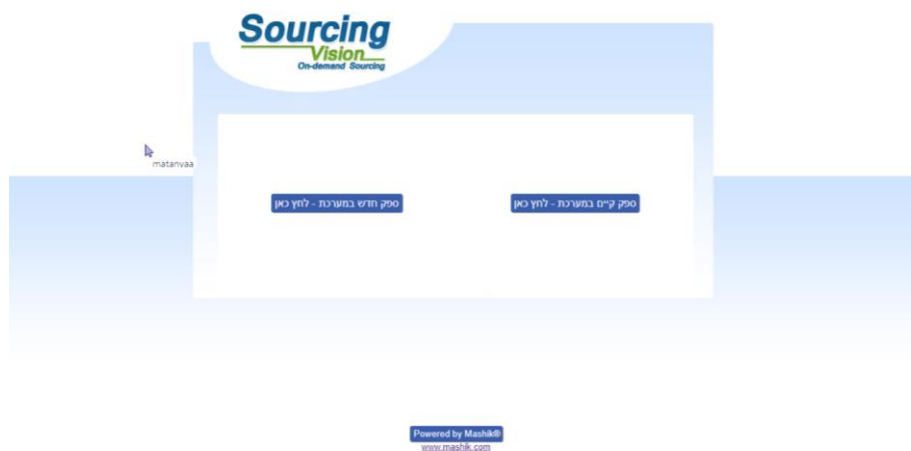 Sourcing
Vision
On-demand Sourcing
matanyaa
ספק קיים במערכת - לחץ כאן
ספק חדש במערכת - לחץ כאן
Powered by Mashik®
www.mashik.com